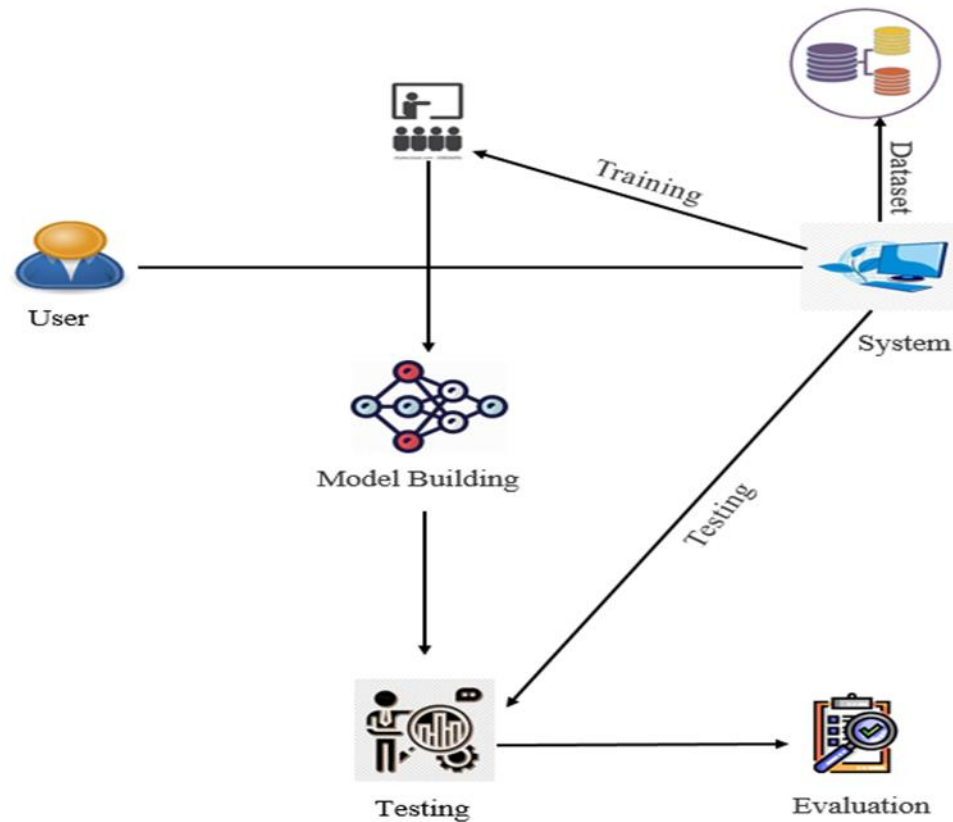 Training
Dataset
User
System
Model Building
Testing
Testing
Evaluation